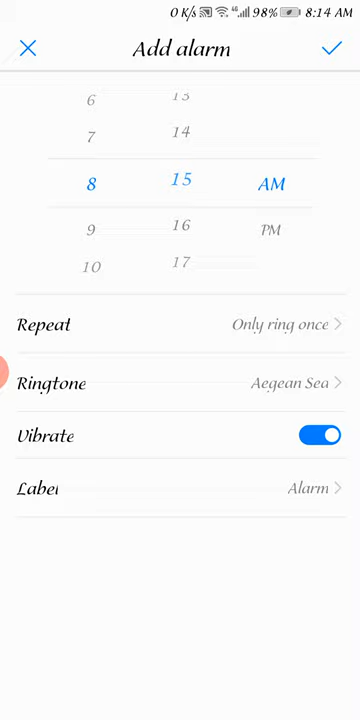 0 K/s 4G 98% 8:14 AM
Add alarm
6 13
7 14
8 15 AM
9 16 PM
10 17
Repeat Only ring once
Ringtone Aegean Sea
Vibrate
Label Alarm